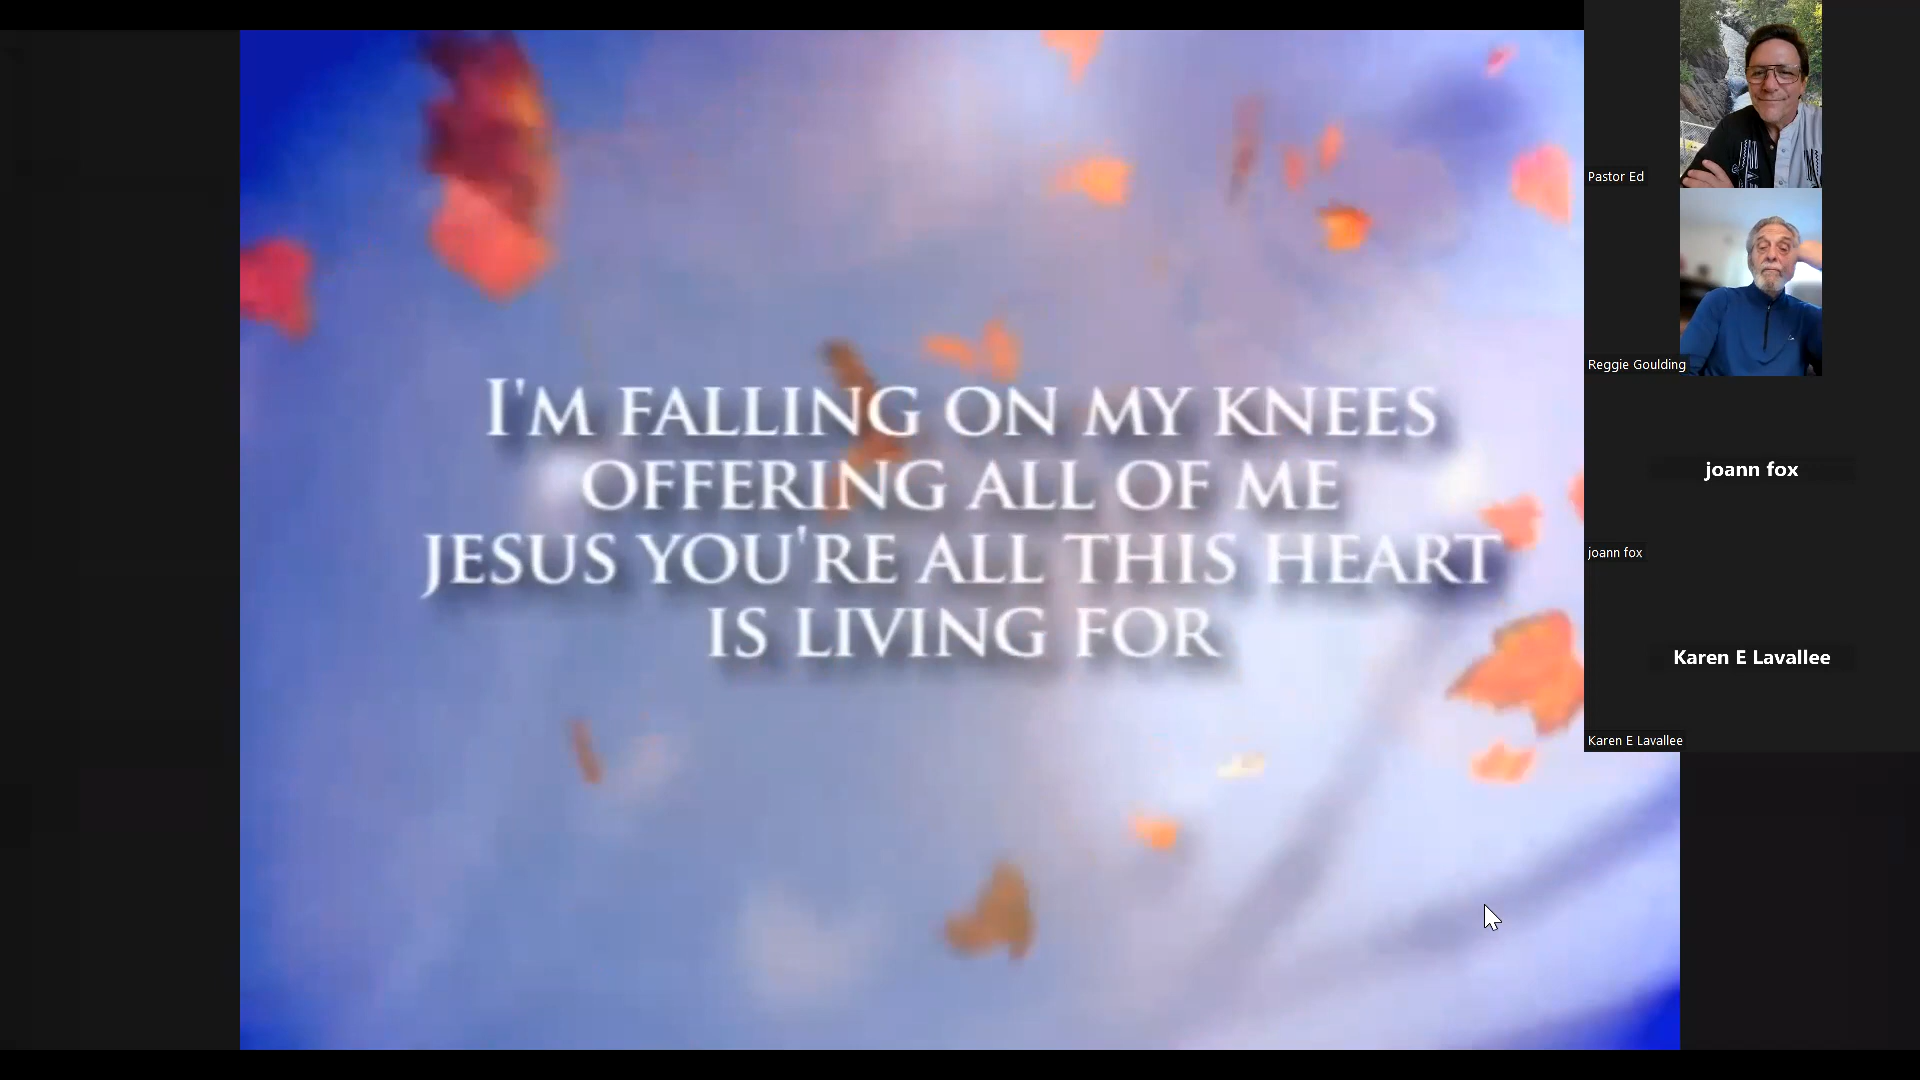 I'M FALLING ON MY KNEES
OFFERING ALL OF ME
JESUS YOU'RE ALL THIS HEART
IS LIVING FOR
Pastor Ed
Reggie Goulding
joann fox
joann fox
Karen E Lavallee
Karen E Lavallee